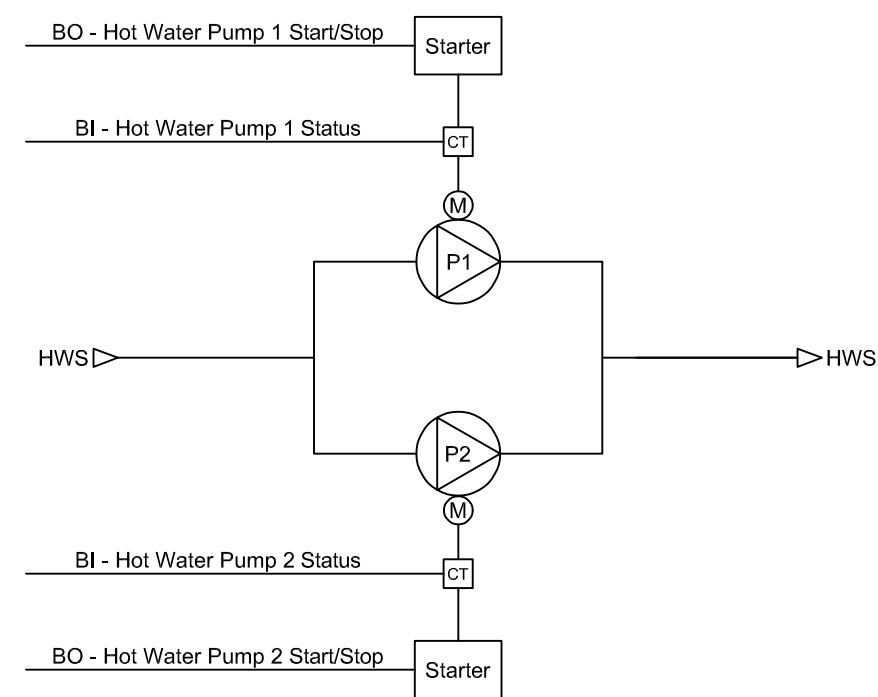 BO - Hot Water Pump 1 Start/Stop
Starter
BI - Hot Water Pump 1 Status
CT
M
P1
HWS
HWS
P2
M
BI - Hot Water Pump 2 Status
CT
BO - Hot Water Pump 2 Start/Stop
Starter